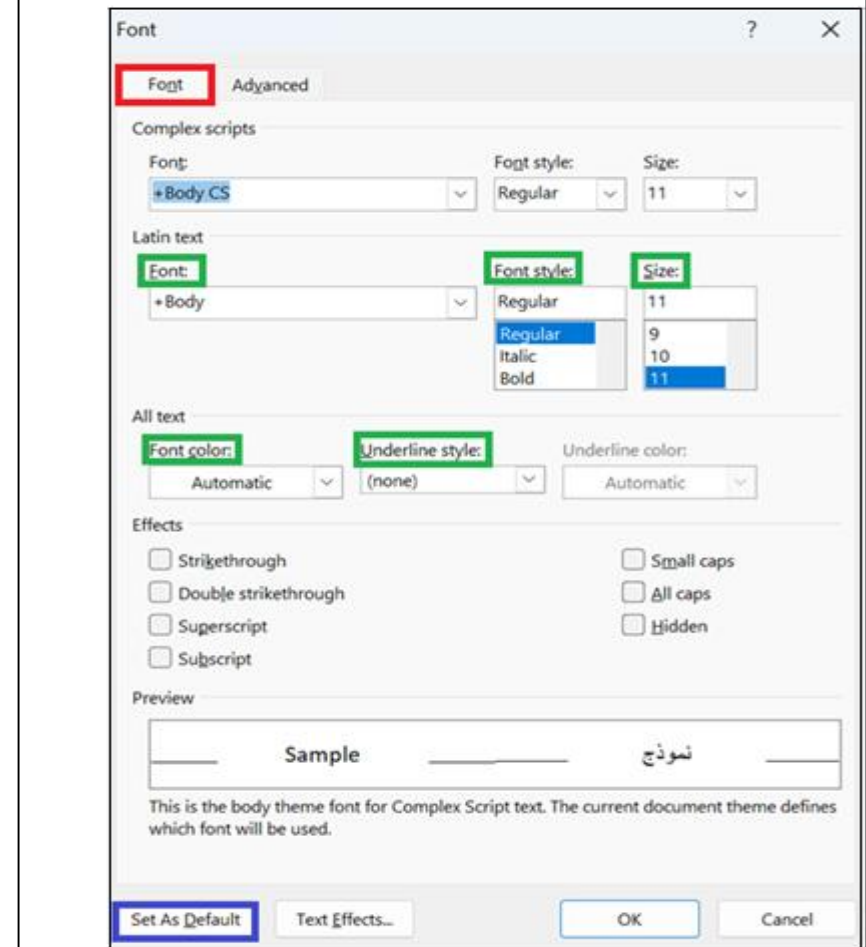 Font ?
Font Advanced
Complex scripts
Font: Font style: Size:
+Body CS Regular 11
Latin text
Font: Font style: Size:
+Body Regular 11
Regular 9
Italic 10
Bold 11
All text
Font color: Underline style: Underline color:
Automatic (none) Automatic
Effects
Strikethrough Small caps
Double strikethrough All caps
Superscript Hidden
Subscript
Preview
Sample نموذج
This is the body theme font for Complex Script text. The current document theme defines
which font will be used.
Set As Default Text Effects... OK Cancel